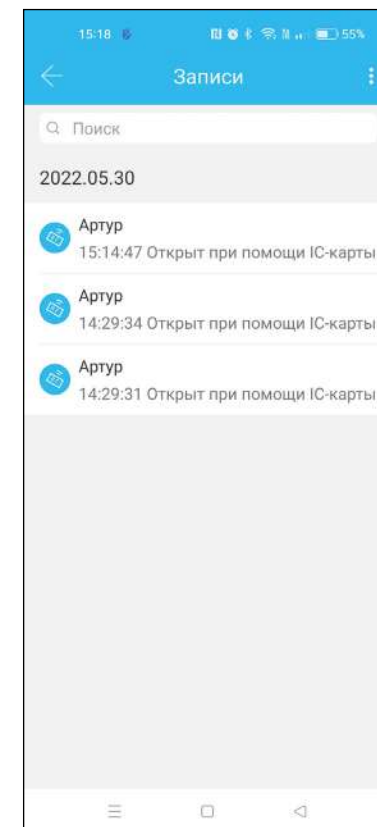 15:18 55%
Записи
Поиск
2022.05.30
Артур
15:14:47 Открыт при помощи IC-карты
Артур
14:29:34 Открыт при помощи IC-карты
Артур
14:29:31 Открыт при помощи IC-карты